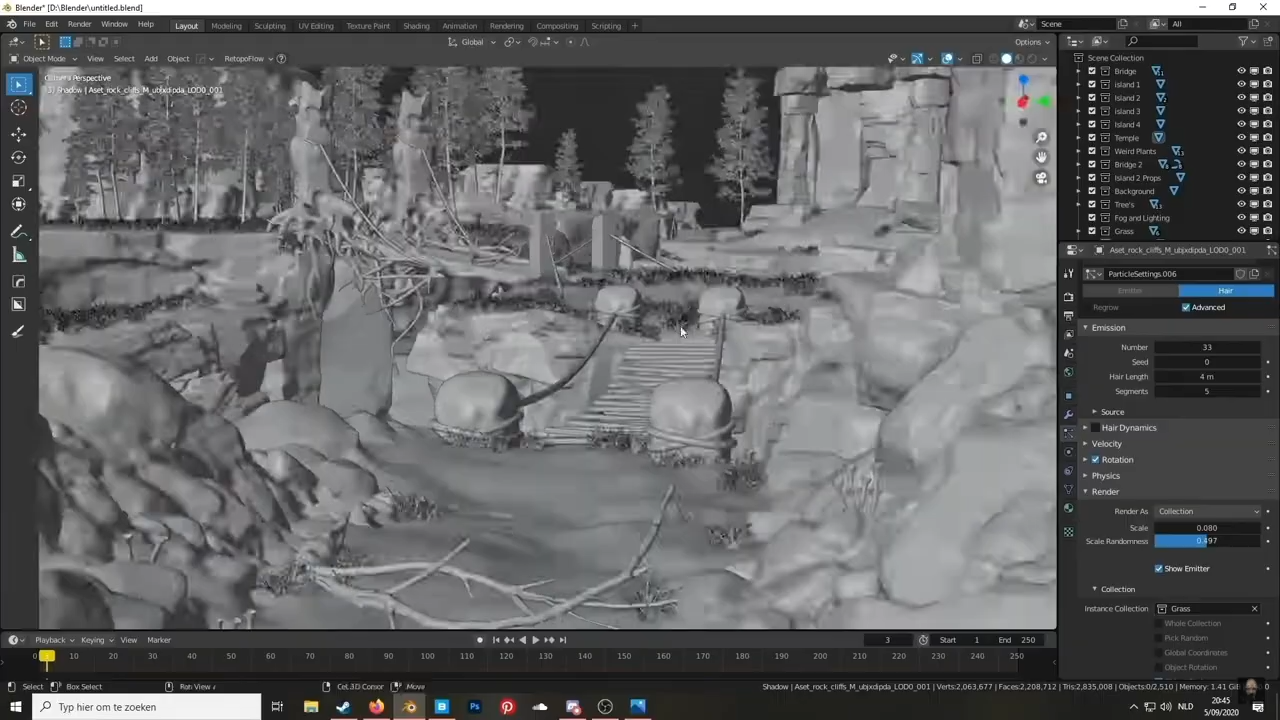 Blender* [D:\Blender\untitled.blend]
File Edit Render Window Help Layout Modeling Sculpting UV Editing Texture Paint Shading Animation Rendering Compositing Scripting + Scene All
Global Options
Object Mode View Select Add Object RetopoFlow
Perspective
Shadow | Aset_rock_cliffs_M_ubjxdipda_LOD0_001
Scene Collection
Bridge
island 1
Island 2
island 3
Island 4
Temple
Weird Plants
Bridge 2
Island 2 Props
Background
Tree's
Fog and Lighting
Grass
Aset_rock_cliffs_M_ubjxdipda_LOD0_001
ParticleSettings.006
Emitter Hair
Regrow Advanced
Emission
Number 33
Seed 0
Hair Length 4 m
Segments 5
Source
Hair Dynamics
Velocity
Rotation
Physics
Render
Render As Collection
Scale 0.080
Scale Randomness 0.497
Show Emitter
Collection
Instance Collection Grass
Whole Collection
Pick Random
Global Coordinates
Object Rotation
Playback Keying View Marker 3 Start 1 End 250
0 10 20 30 40 50 60 70 80 90 100 110 120 130 140 150 160 170 180 190 200 210 220 230 240 250
Select Box Select Move Shadow | Aset_rock_cliffs_M_ubjxdipda_LOD0_001 | Verts:2,063,677 | Faces:2,208,712 | Tris:2,835,008 | Objects:0/2,510 | Memory: 1.41
Typ hier om te zoeken
NLD
20:45
5/09/2020